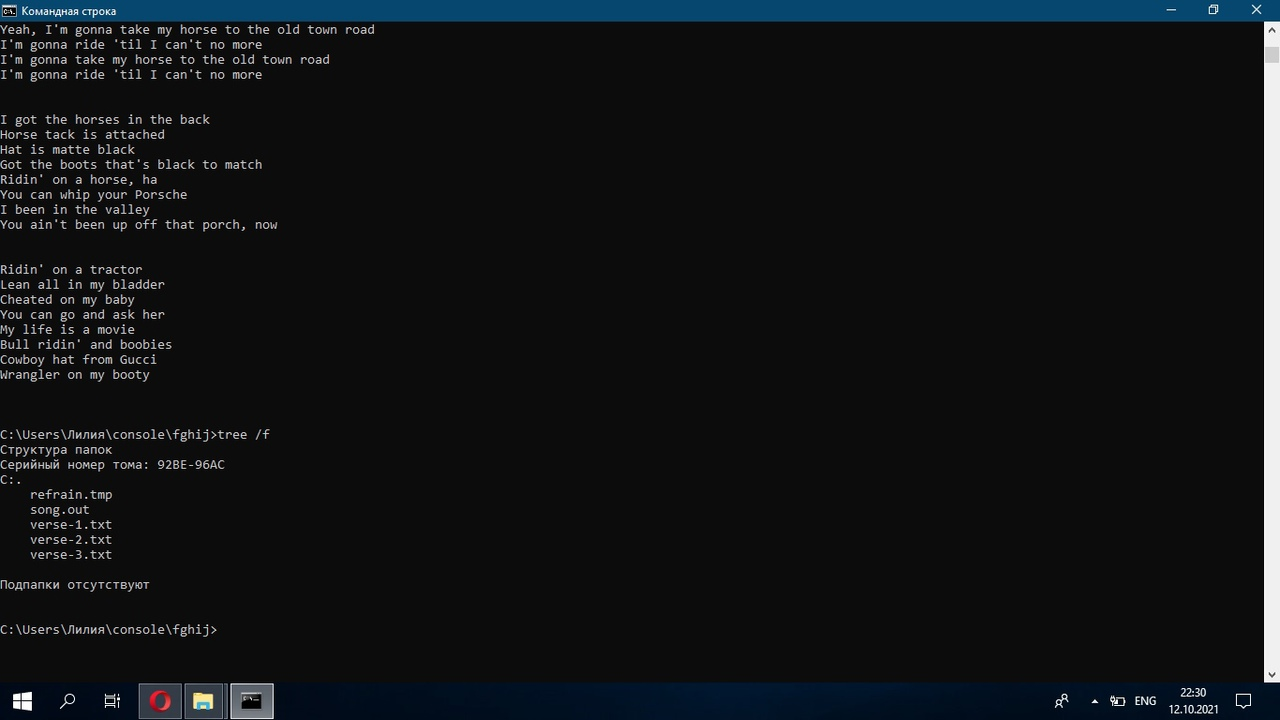 Командная строка
Yeah, I'm gonna take my horse to the old town road
I'm gonna ride 'til I can't no more
I'm gonna take my horse to the old town road
I'm gonna ride 'til I can't no more
I got the horses in the back
Horse tack is attached
Hat is matte black
Got the boots that's black to match
Ridin' on a horse, ha
You can whip your Porsche
I been in the valley
You ain't been up off that porch, now
Ridin' on a tractor
Lean all in my bladder
Cheated on my baby
You can go and ask her
My life is a movie
Bull ridin' and boobies
Cowboy hat from Gucci
Wrangler on my booty
C:\Users\Лилия\console\fghij>tree /f
Структура папок
Серийный номер тома: 92BE-96AC
C:.
refrain.tmp
song.out
verse-1.txt
verse-2.txt
verse-3.txt
Подпапки отсутствуют
C:\Users\Лилия\console\fghij>
ENG
22:30
12.10.2021